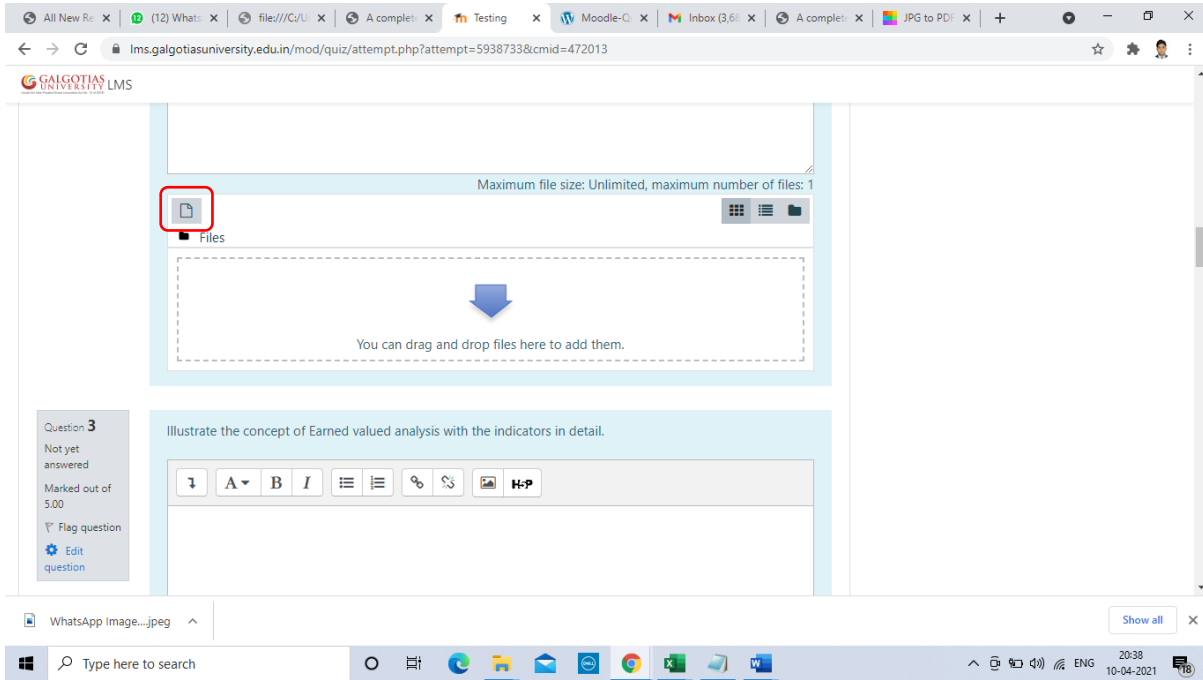 All New Re
(12) Whats
file:///C:/U
A complete
Testing
Moodle-Q
Inbox (3,68
A complete
JPG to PDF
lms.galgotiasuniversity.edu.in/mod/quiz/attempt.php?attempt=5938733&cmid=472013
GALGOTIAS
UNIVERSITY LMS
Maximum file size: Unlimited, maximum number of files: 1
Files
You can drag and drop files here to add them.
Question 3
Not yet
answered
Marked out of
5.00
Flag question
Edit
question
Illustrate the concept of Earned valued analysis with the indicators in detail.
A B I H-P
WhatsApp Image....jpeg
Show all
Type here to search
DELL
ENG
20:38
10-04-2021
18